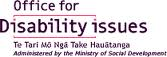 Office for
Disability issues
Te Tari Mō Ngā Take Hauātanga
Administered by the Ministry of Social Development